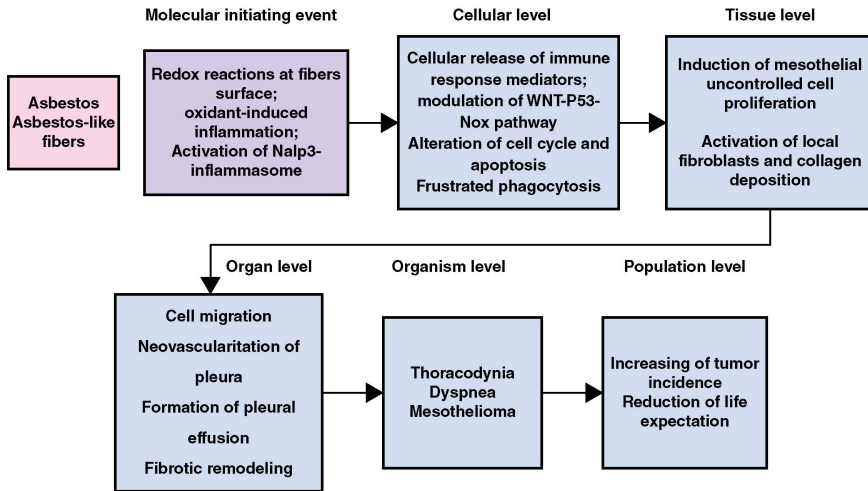 Molecular initiating event
Cellular level
Tissue level
Asbestos
Asbestos-like
fibers
Redox reactions at fibers
surface;
oxidant-induced
inflammation;
Activation of Nalp3-
inflammasome
Cellular release of immune
response mediators;
modulation of WNT-P53-
Nox pathway
Alteration of cell cycle and
apoptosis
Frustrated phagocytosis
Induction of mesothelial
uncontrolled cell
proliferation
Activation of local
fibroblasts and collagen
deposition
Organ level
Organism level
Population level
Cell migration
Neovascularitation of
pleura
Formation of pleural
effusion
Fibrotic remodeling
Thoracodynia
Dyspnea
Mesothelioma
Increasing of tumor
incidence
Reduction of life
expectation